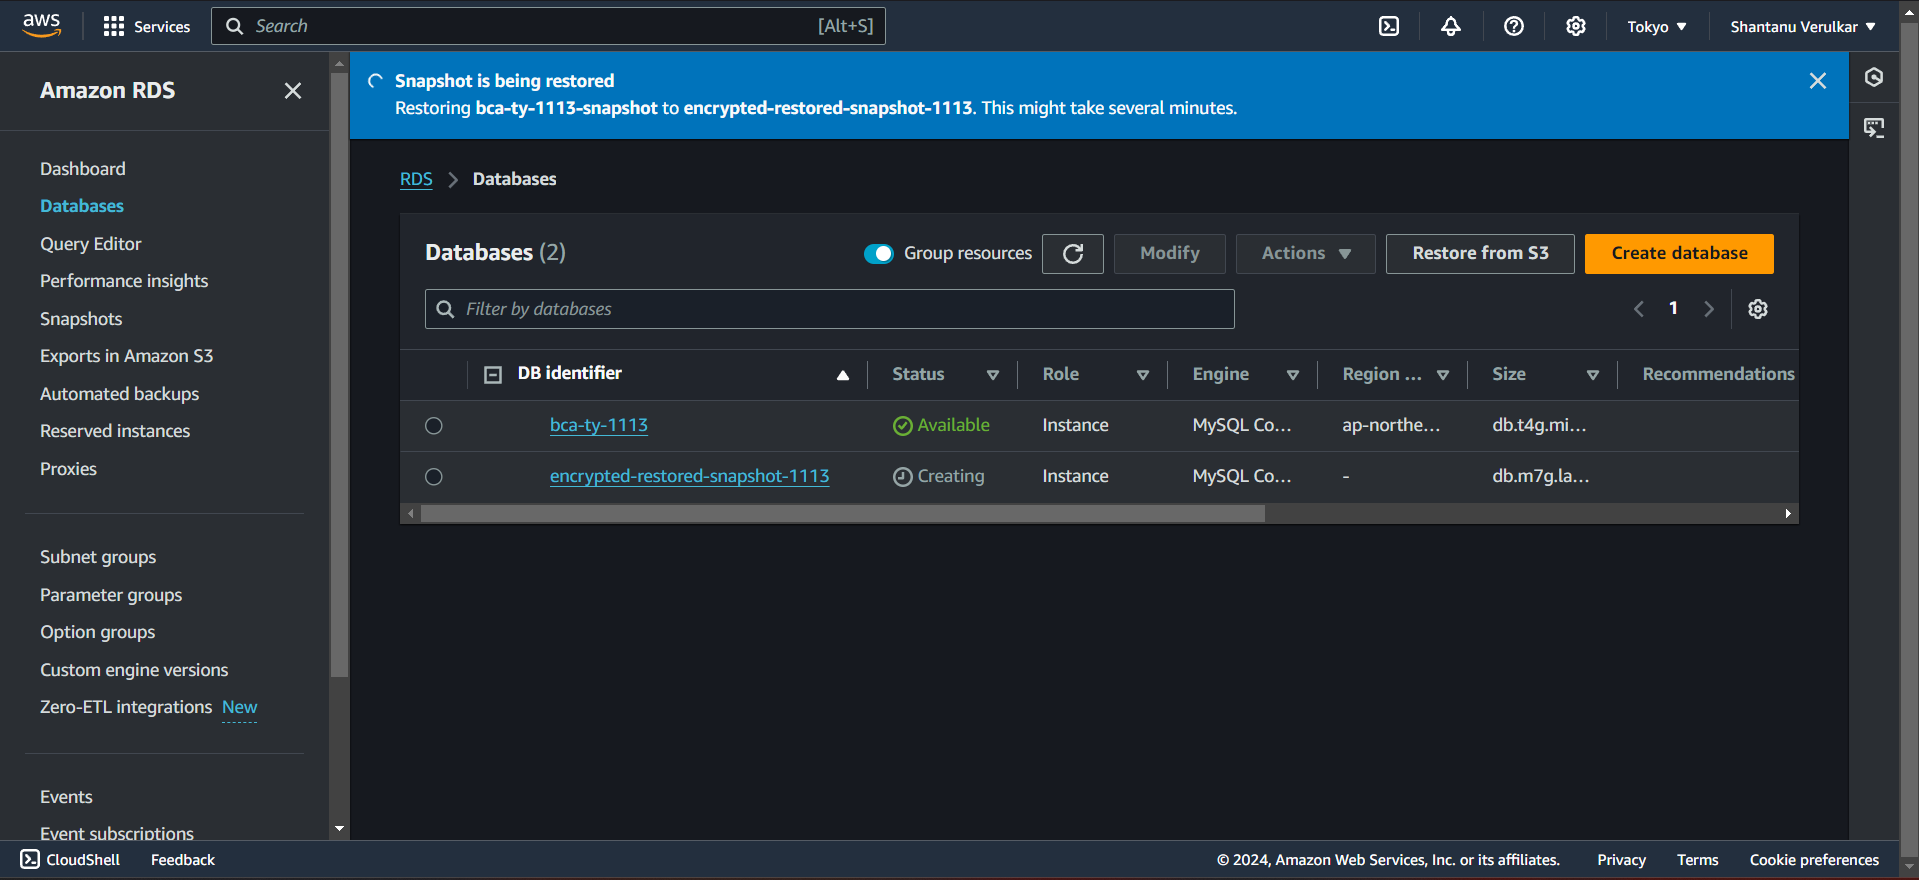 aws
Services
Search [Alt+S]
Tokyo
Shantanu Verulkar
Amazon RDS
Dashboard
Databases
Query Editor
Performance insights
Snapshots
Exports in Amazon S3
Automated backups
Reserved instances
Proxies
Subnet groups
Parameter groups
Option groups
Custom engine versions
Zero-ETL integrations New
Events
Event subscriptions
Snapshot is being restored
Restoring bca-ty-1113-snapshot to encrypted-restored-snapshot-1113. This might take several minutes.
RDS Databases
Databases (2)
Group resources
Modify
Actions
Restore from S3
Create database
Filter by databases
1
DB identifier Status Role Engine Region ... Size Recommendations
bca-ty-1113 Available Instance MySQL Co... ap-northe... db.t4g.mi...
encrypted-restored-snapshot-1113 Creating Instance MySQL Co... - db.m7g.la...
CloudShell Feedback
© 2024, Amazon Web Services, Inc. or its affiliates. Privacy Terms Cookie preferences